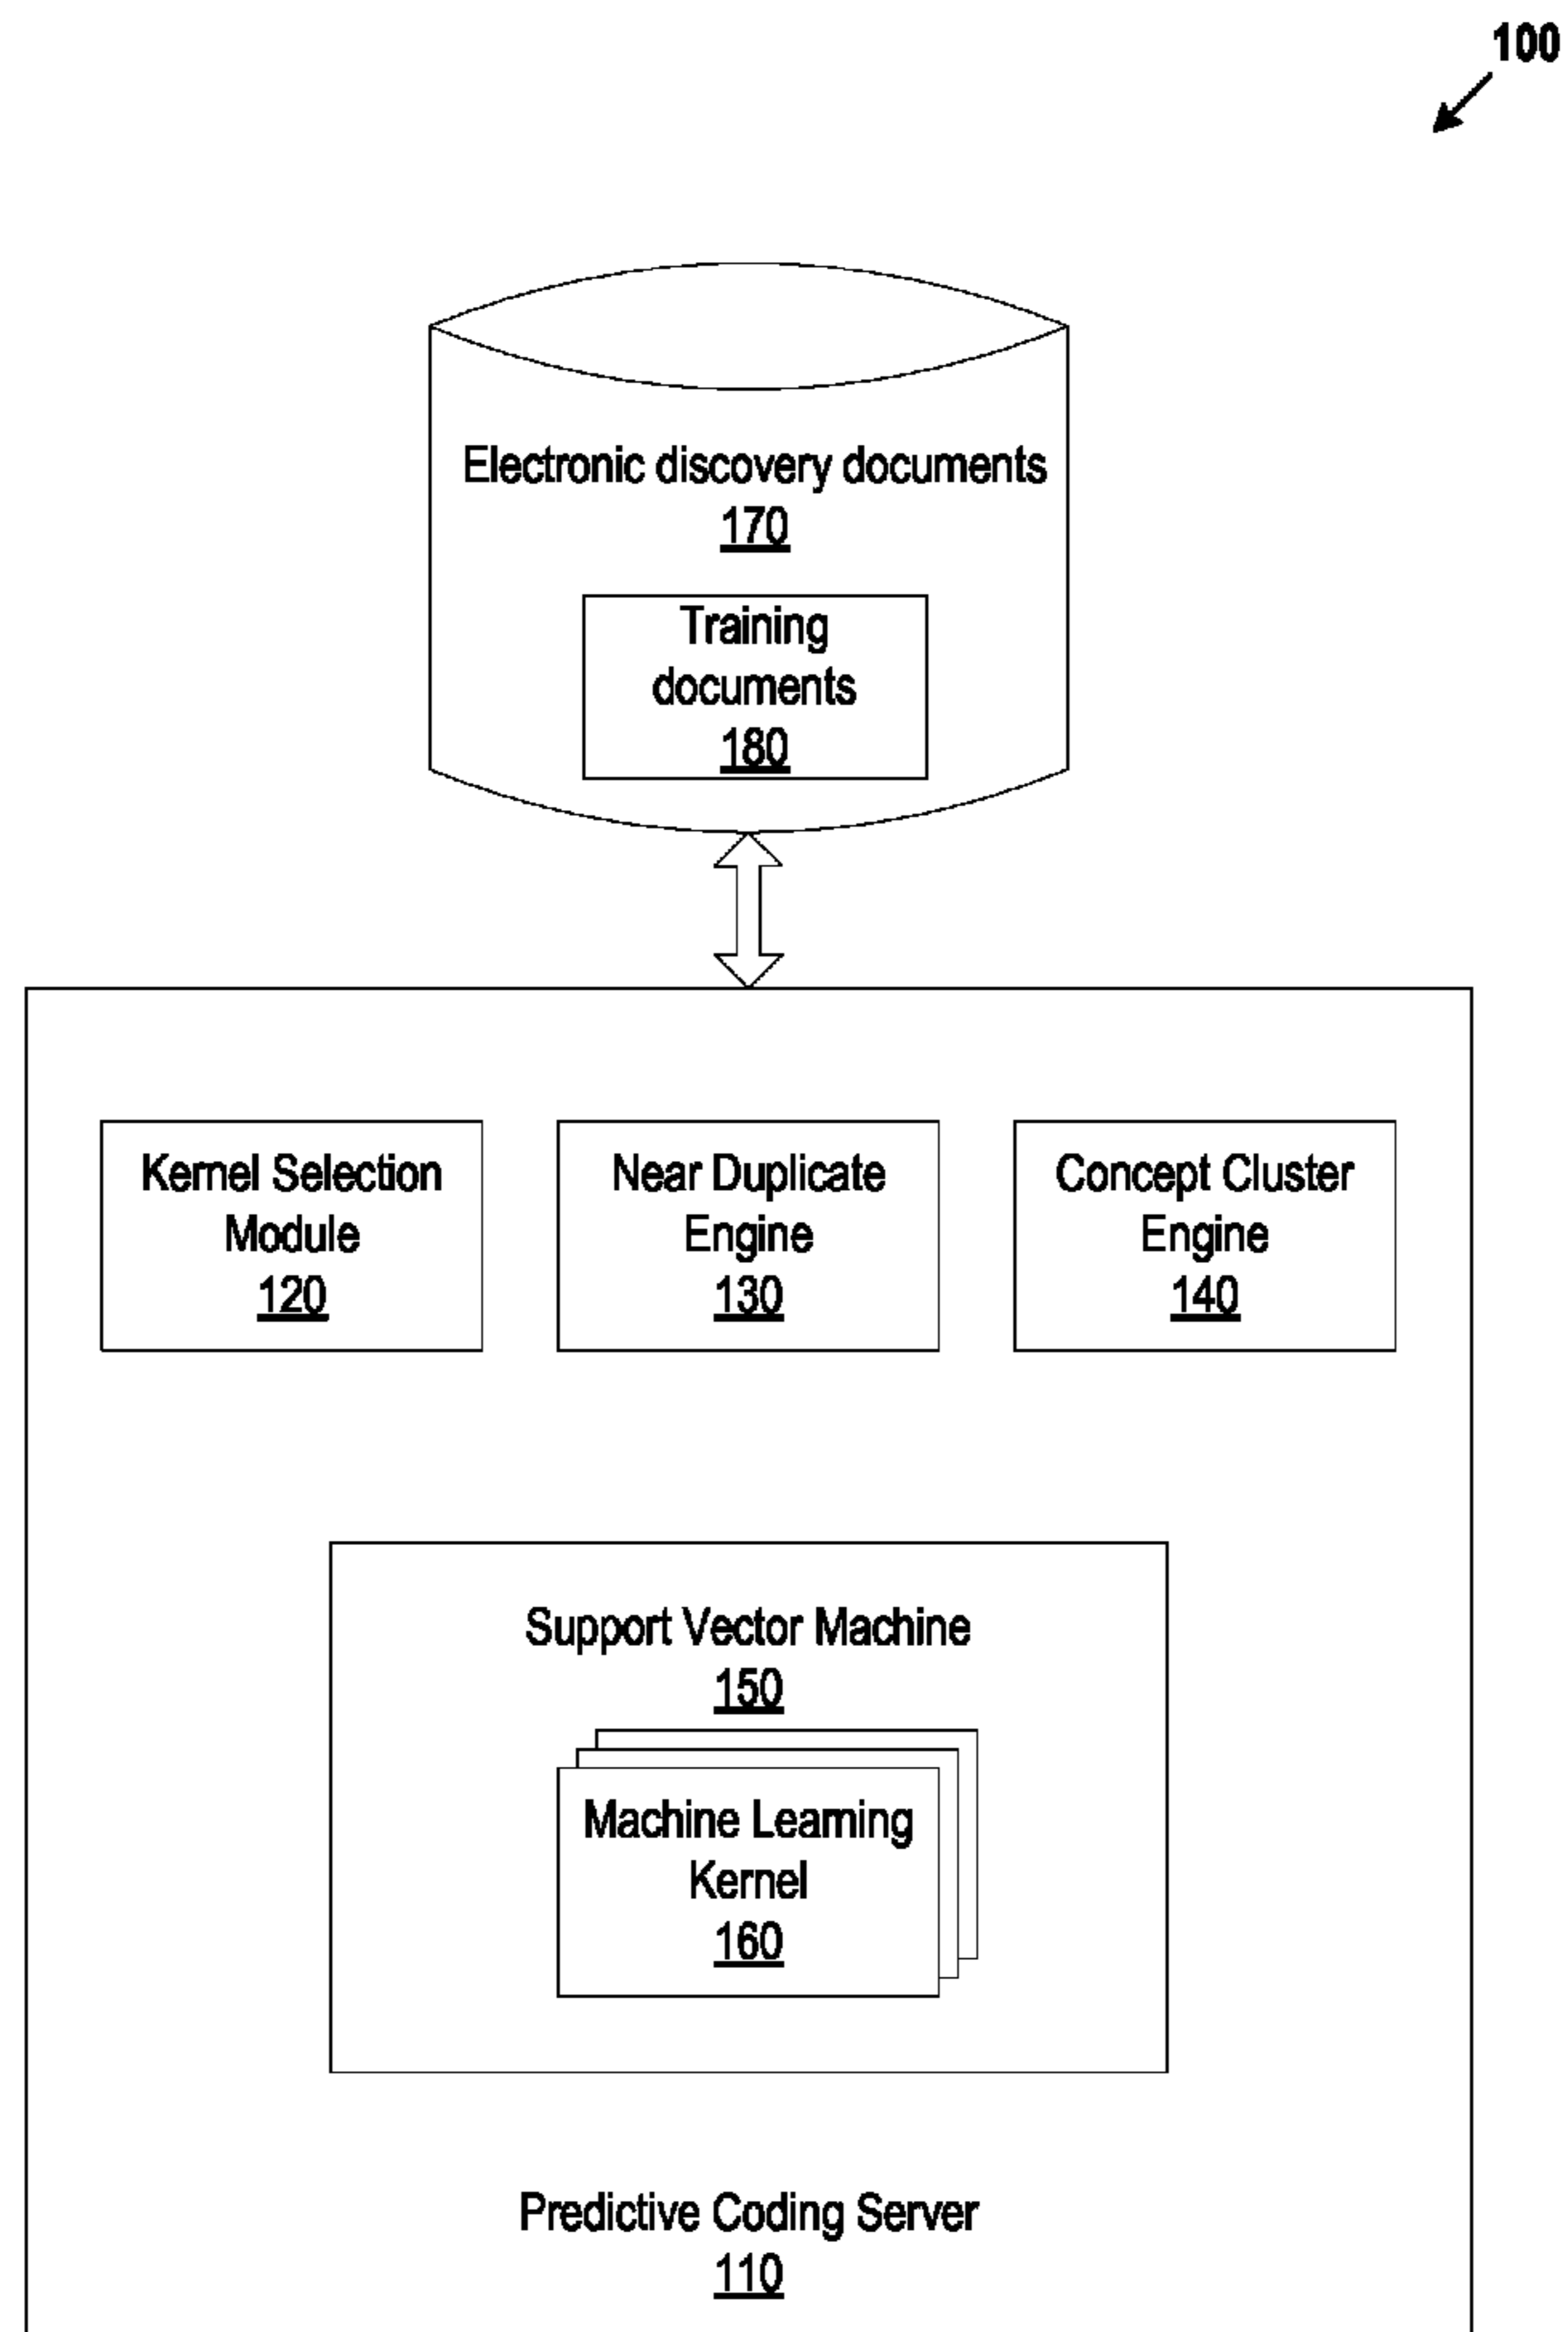 100
Electronic discovery documents
170
Training
documents
180
Kernel Selection
Module
120
Near Duplicate
Engine
130
Concept Cluster
Engine
140
Support Vector Machine
150
Machine Learning
Kernel
160
Predictive Coding Server
110